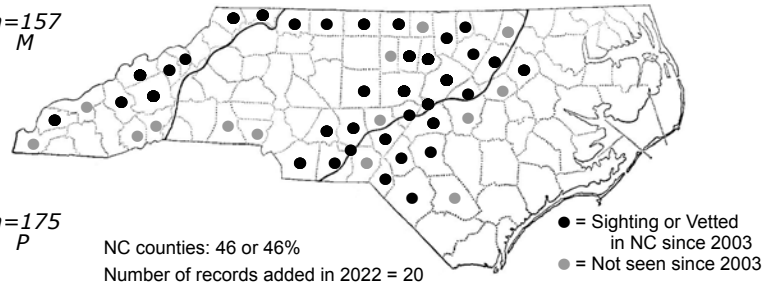 n=157
M
n=175
P
NC counties: 46 or 46%
Number of records added in 2022 = 20
= Sighting or Vetted
in NC since 2003
= Not seen since 2003